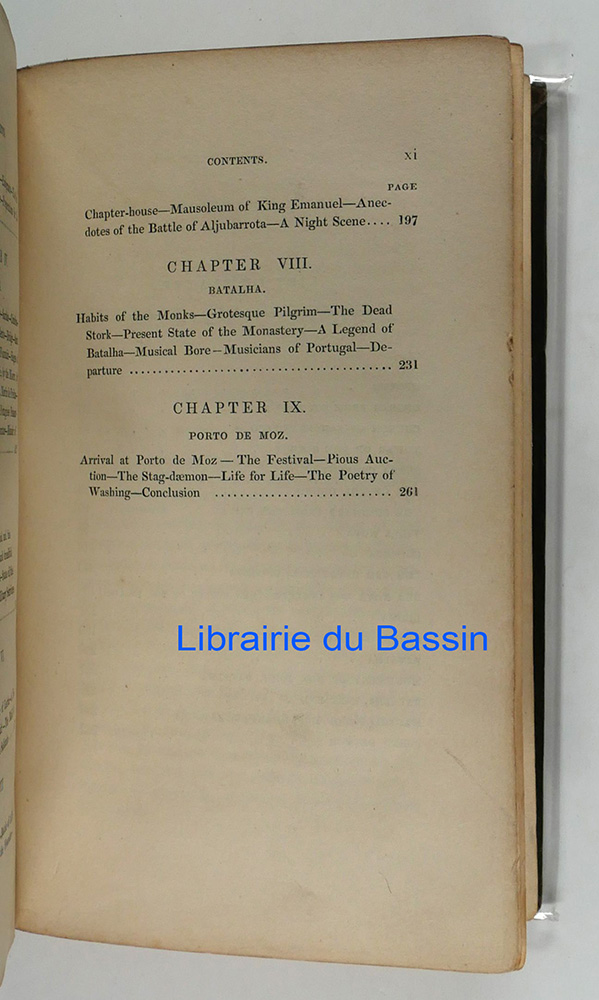 CONTENTS. xi
PAGE
Chapter-house—Mausoleum of King Emanuel—Anec-
dotes of the Battle of Aljubarrota—A Night Scene.... 197
CHAPTER VIII.
BATALHA.
Habits of the Monks—Grotesque Pilgrim—The Dead
Stork—Present State of the Monastery—A Legend of
Batalha—Musical Bore—Musicians of Portugal—De-
parture ........................................ 231
CHAPTER IX.
PORTO DE MOZ.
Arrival at Porto de Moz — The Festival—Pious Auc-
tion—The Stag-dæmon—Life for Life—The Poetry of
Washing—Conclusion ........................... 261
Librairie du Bassin